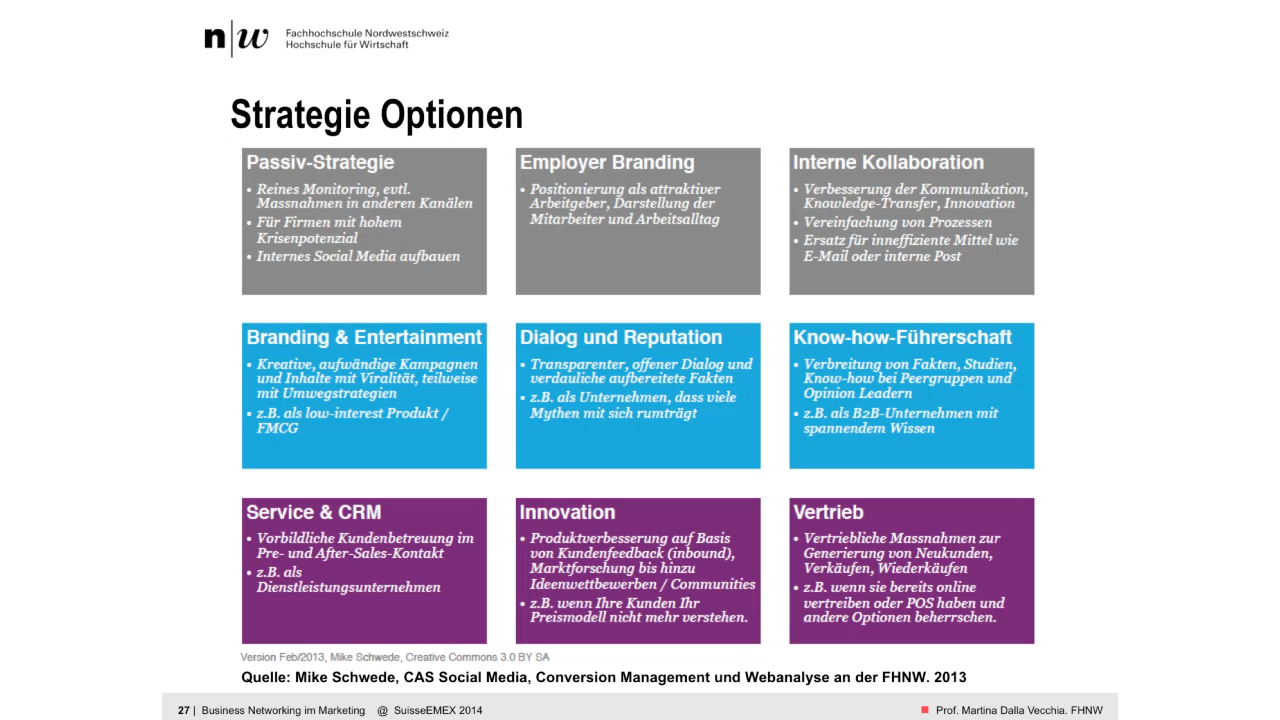 n|w Fachhochschule Nordwestschweiz
Hochschule für Wirtschaft
Strategie Optionen
Passiv-Strategie
• Reines Monitoring, evtl.
Massnahmen in anderen Kanälen
• Für Firmen mit hohem
Krisenpotenzial
• Internes Social Media aufbauen
Employer Branding
• Positionierung als attraktiver
Arbeitgeber, Darstellung der
Mitarbeiter und Arbeitsalltag
Interne Kollaboration
• Verbesserung der Kommunikation,
Knowledge-Transfer, Innovation
• Vereinfachung von Prozessen
• Ersatz für inneffiziente Mittel wie
E-Mail oder interne Post
Branding & Entertainment
• Kreative, aufwändige Kampagnen
und Inhalte mit Viralität, teilweise
mit Umwegstrategien
• z.B. als low-interest Produkt /
FMCG
Dialog und Reputation
• Transparenter, offener Dialog und
verdauliche aufbereitete Fakten
• z.B. als Unternehmen, dass viele
Mythen mit sich rumträgt
Know-how-Führerschaft
• Verbreitung von Fakten, Studien,
Know-how bei Peergruppen und
Opinion Leadern
• z.B. als B2B-Unternehmen mit
spannendem Wissen
Service & CRM
• Vorbildliche Kundenbetreuung im
Pre- und After-Sales-Kontakt
• z.B. als
Dienstleistungsunternehmen
Innovation
• Produktverbesserung auf Basis
von Kundenfeedback (inbound),
Marktforschung bis hinzu
Ideenwettbewerben / Communities
• z.B. wenn Ihre Kunden Ihr
Preismodell nicht mehr verstehen.
Vertrieb
• Vertriebliche Massnahmen zur
Generierung von Neukunden,
Verkäufen, Wiederkäufen
• z.B. wenn sie bereits online
vertreiben oder POS haben und
andere Optionen beherrschen.
Version Feb/2013, Mike Schwede, Creative Commons 3.0 BY SA
Quelle: Mike Schwede, CAS Social Media, Conversion Management und Webanalyse an der FHNW. 2013
27 | Business Networking im Marketing @ SuisseEMEX 2014
Prof. Martina Dalla Vecchia. FHNW